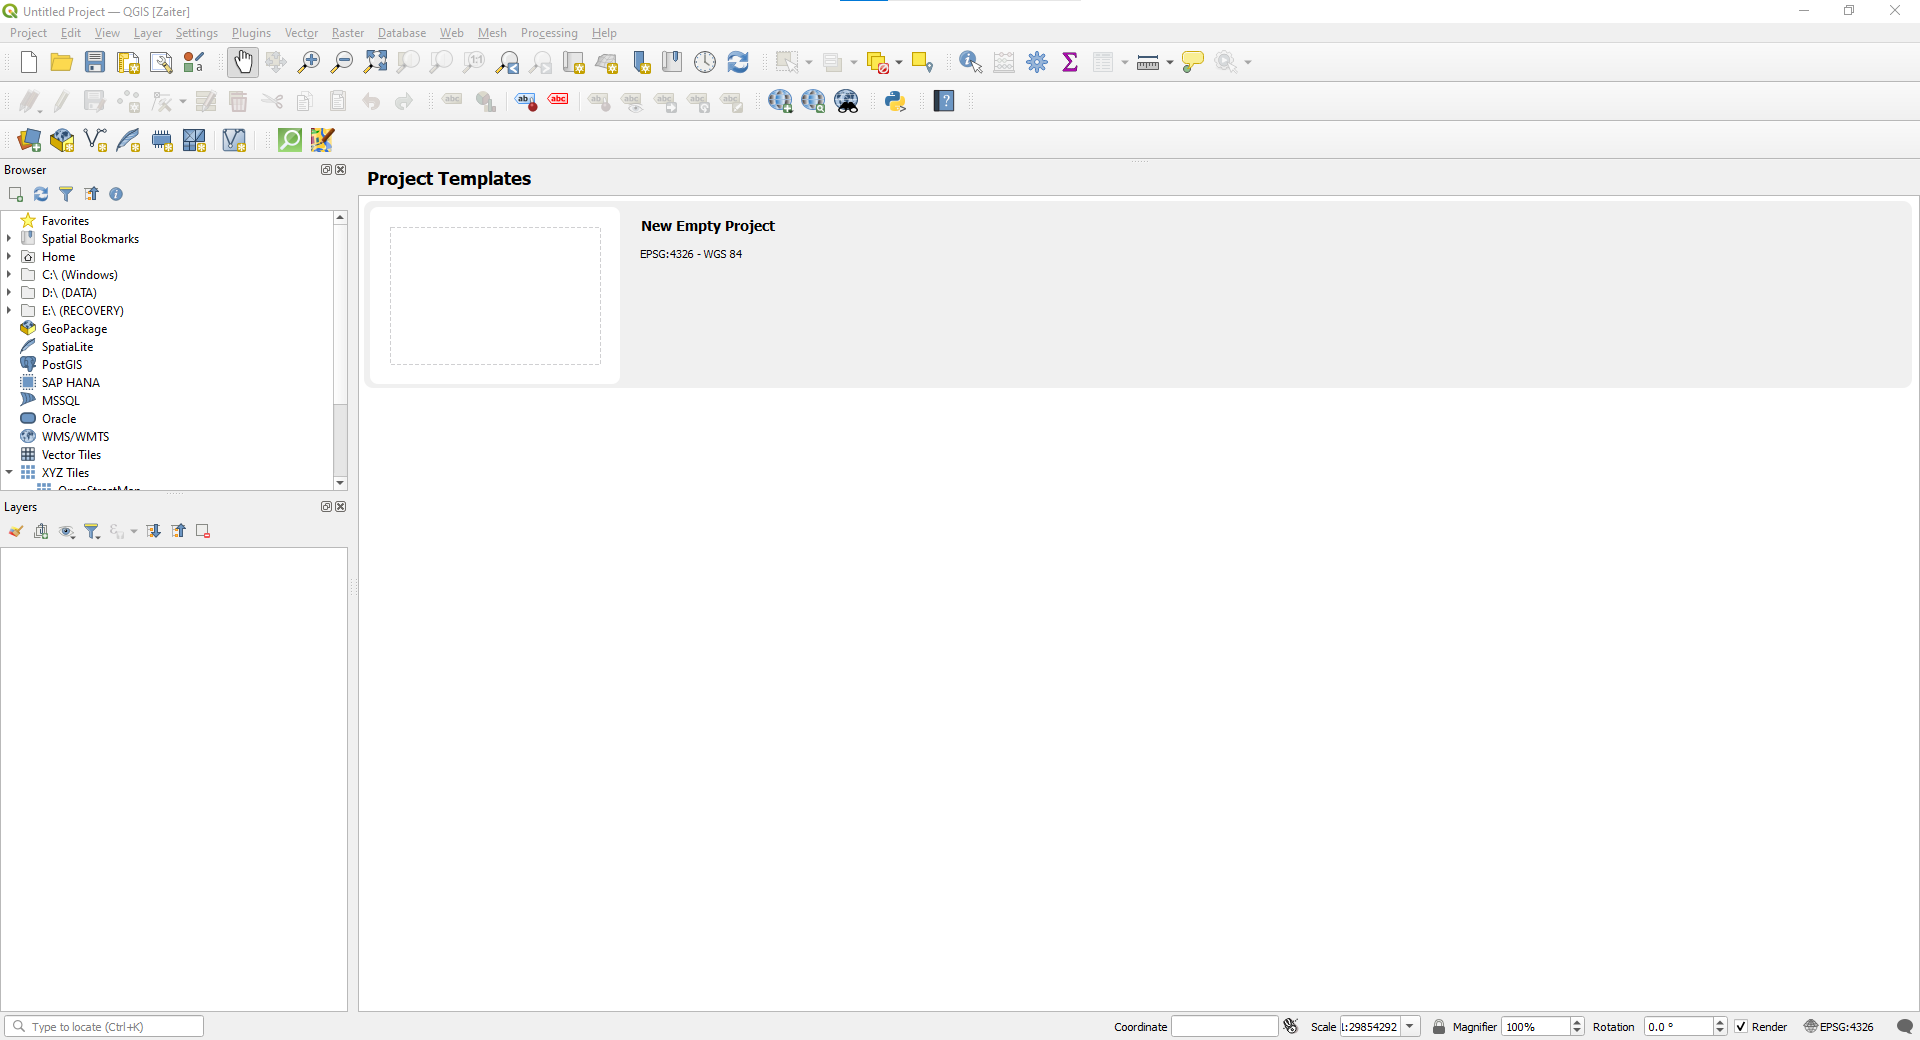 Untitled Project — QGIS [Zaiter]
Project Edit View Layer Settings Plugins Vector Raster Database Web Mesh Processing Help
Browser
Favorites
Spatial Bookmarks
Home
C:\ (Windows)
D:\ (DATA)
E:\ (RECOVERY)
GeoPackage
SpatiaLite
PostGIS
SAP HANA
MSSQL
Oracle
WMS/WMTS
Vector Tiles
XYZ Tiles
OpenStreetMap
Layers
Project Templates
New Empty Project
EPSG:4326 - WGS 84
Type to locate (Ctrl+K)
Coordinate Scale 1:29854292 Magnifier 100% Rotation 0.0 ° Render EPSG:4326